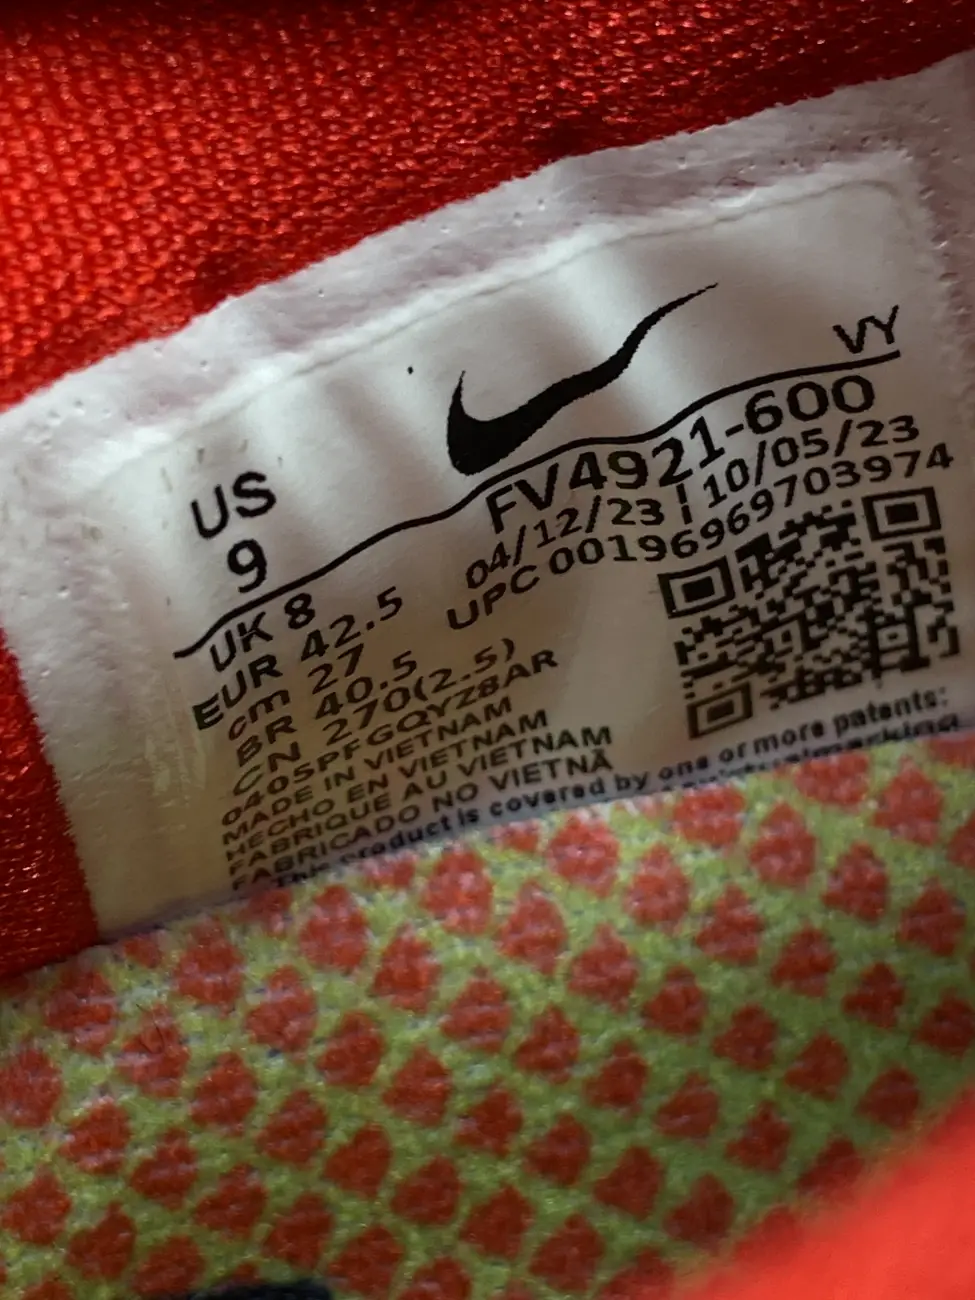 VY
US
9
FV4921-600
04/12/23 | 10/05/23
UPC 00196969703974
UK 8
EUR 42.5
cm 27
BR 40.5
CN 270(2.5)
0405PFGQYZ8AR
MADE IN VIETNAM
HECHO EN VIETNAM
FABRIQUE AU VIETNAM
FABRICADO NO VIETNÃ
This product is covered by one or more patents: